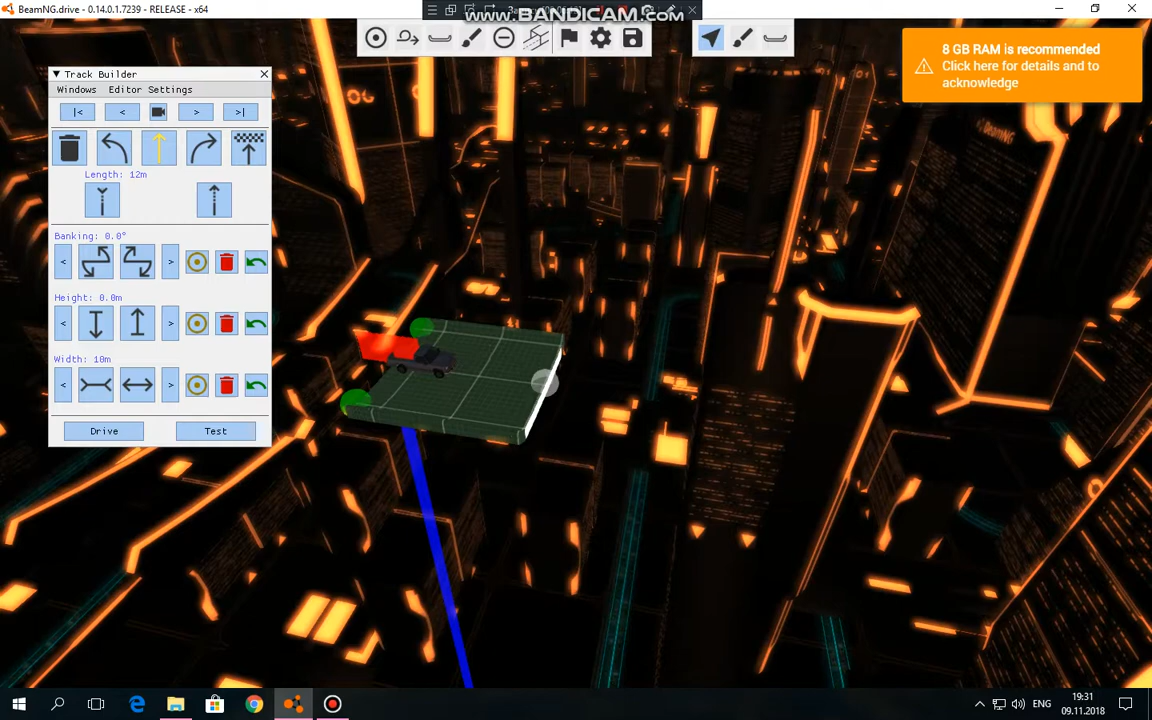 BeamNG.drive - 0.14.0.1.7239 - RELEASE - x64
www.BANDICAM.com
Track Builder
Windows Editor Settings
|< < > >|
Length: 12m
Banking: 0.0°
< >
Height: 0.0m
< >
Width: 10m
< >
Drive Test
8 GB RAM is recommended
Click here for details and to
acknowledge
BeamNG
ENG
19:31
09.11.2018